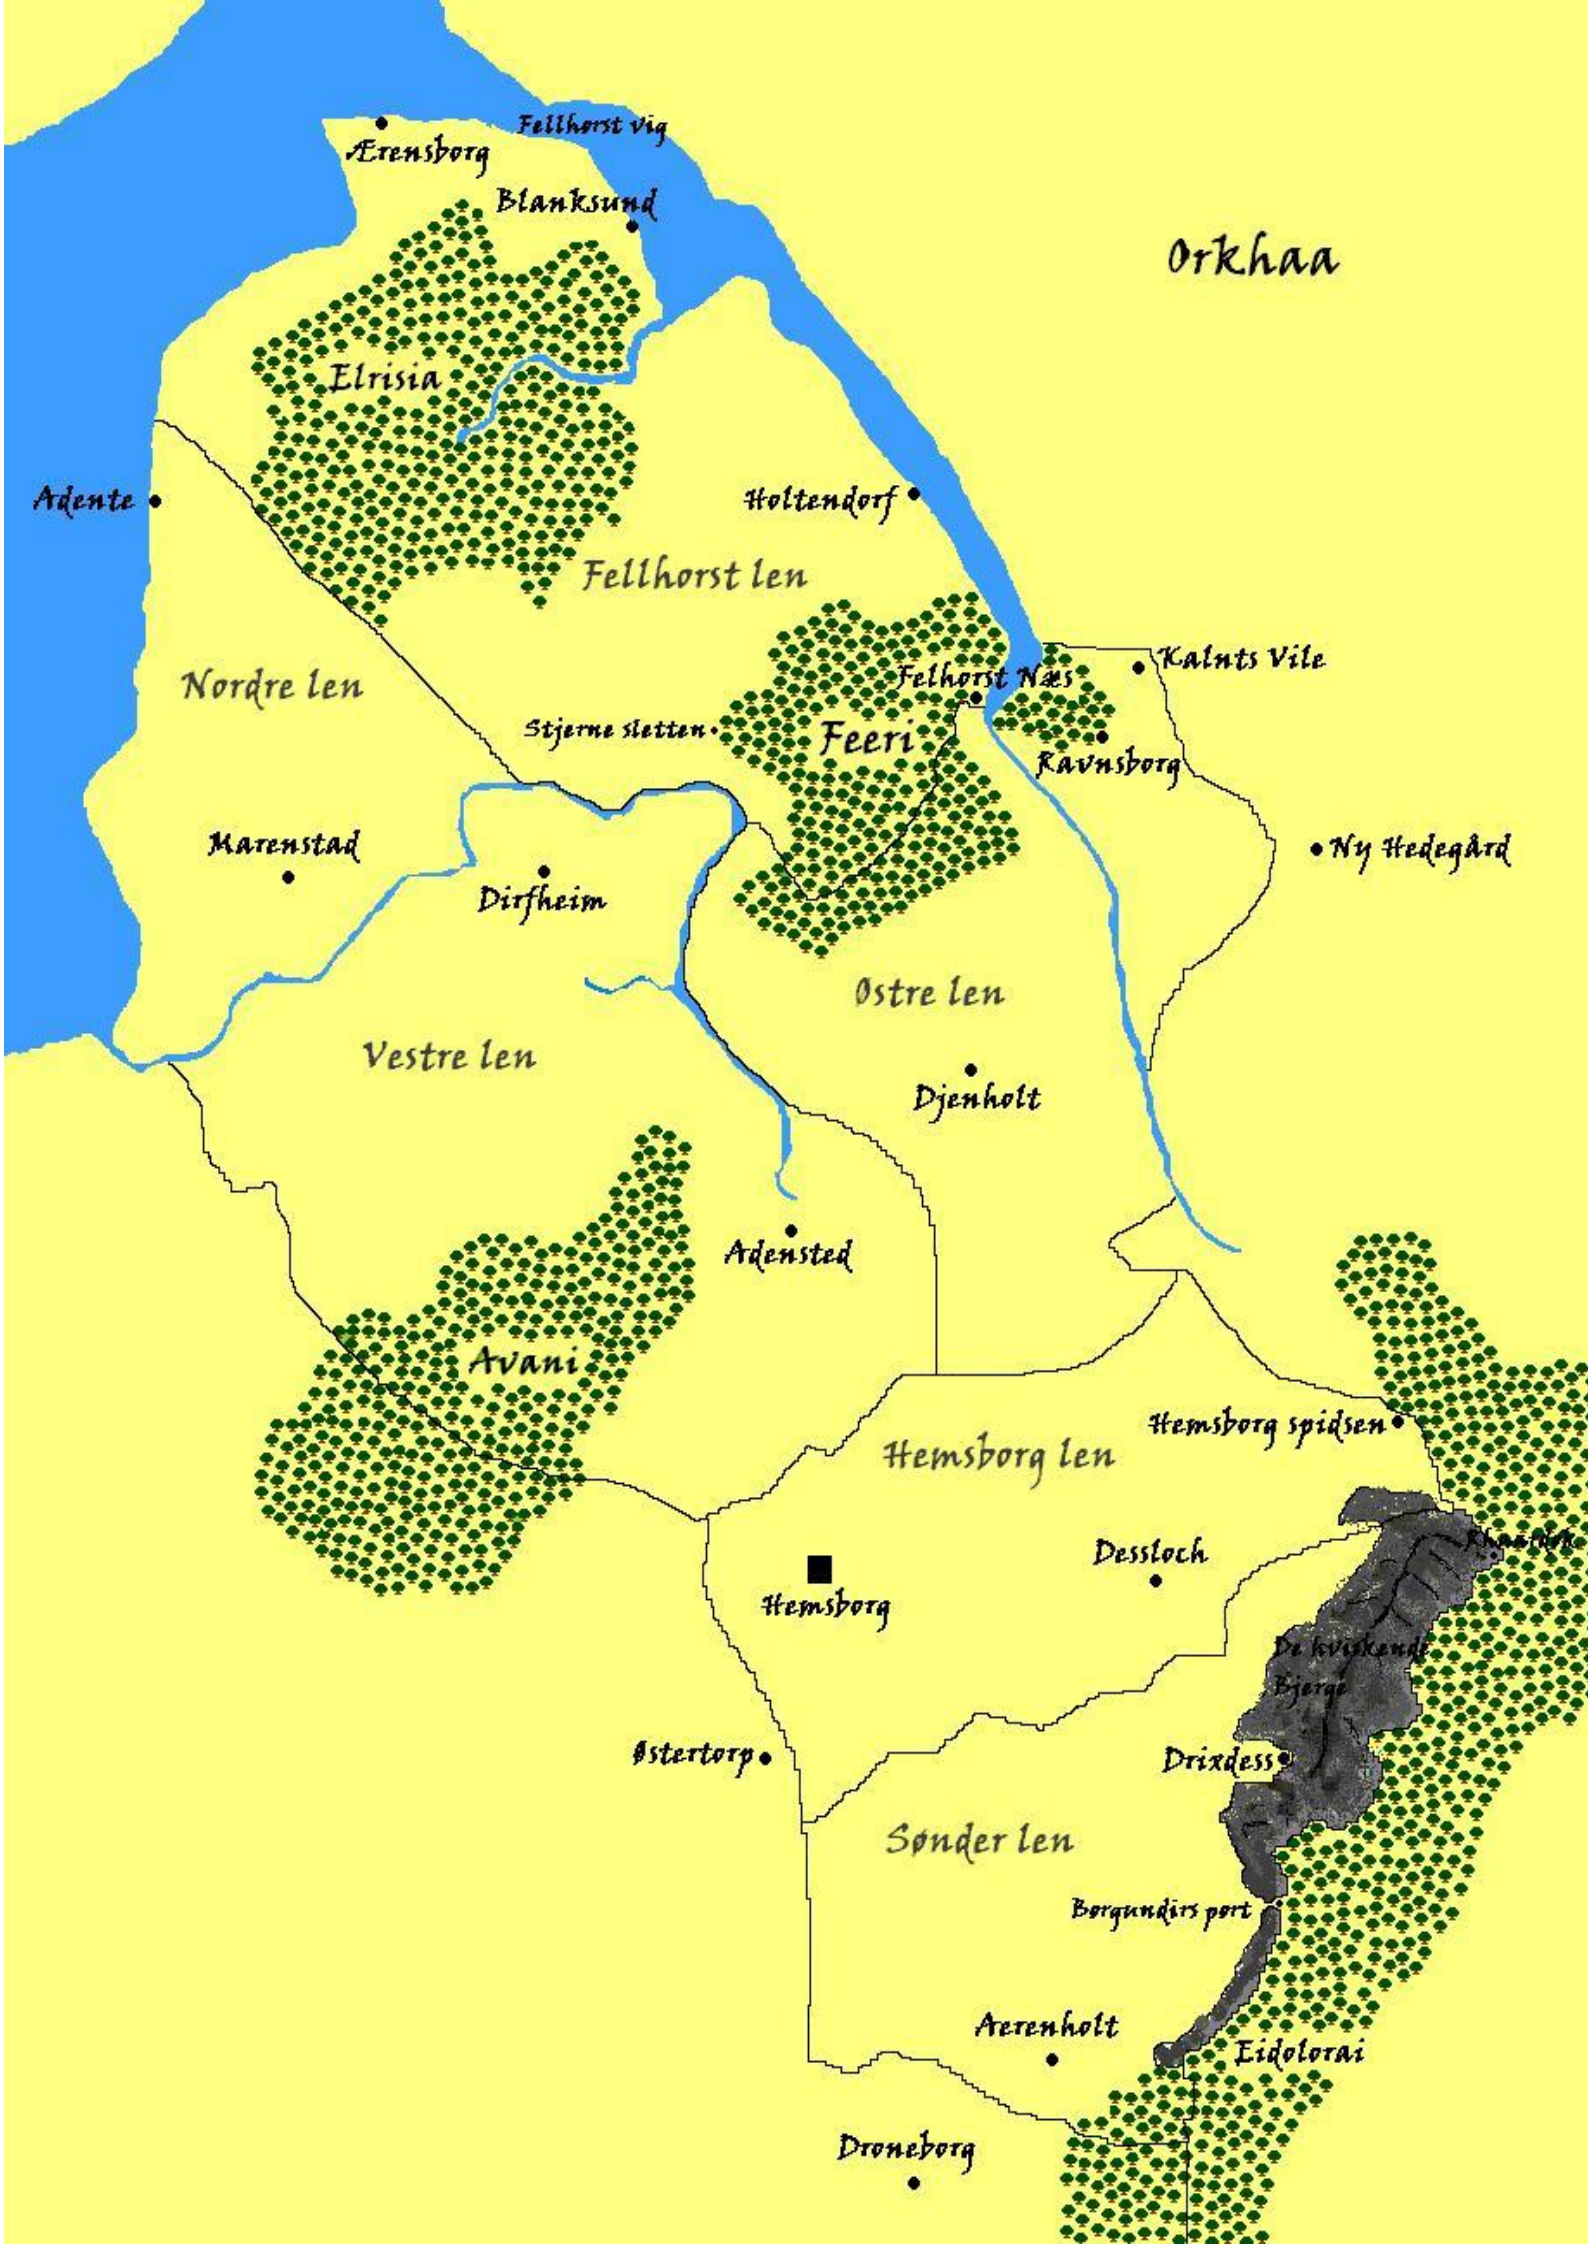 Fellhorst vig
Ærensborg
Blanksund
Orkhaa
Elrisia
Adente
Holtendorf
Fellhorst len
Nordre len
Kalnts Vile
Felhorst Næs
Stjerne sletten
Feeri
Ravnsborg
Marenstad
Ny Hedegård
Dirfheim
Østre len
Vestre len
Djenholt
Adensted
Avani
Hemsborg spidsen
Hemsborg len
Dessloch
Hemsborg
De hviskende
Bjerge
Østertorp
Drixdess
Sønder len
Borgundirs port
Aerenholt
Eidolorai
Droneborg